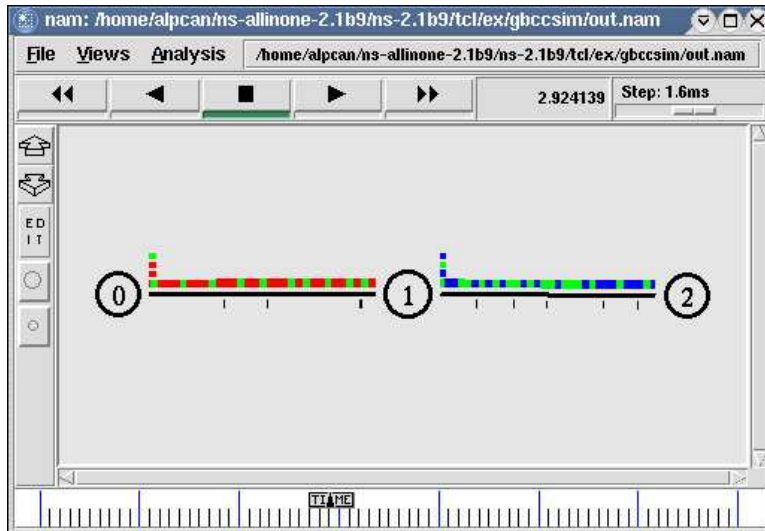 nam: /home/alpcan/ns-allinone-2.1b9/ns-2.1b9/tcl/ex/gbccsim/out.nam
File Views Analysis /home/alpcan/ns-allinone-2.1b9/ns-2.1b9/tcl/ex/gbccsim/out.nam
2.924139 Step: 1.6ms
ED
IT
0 1 2
TIME